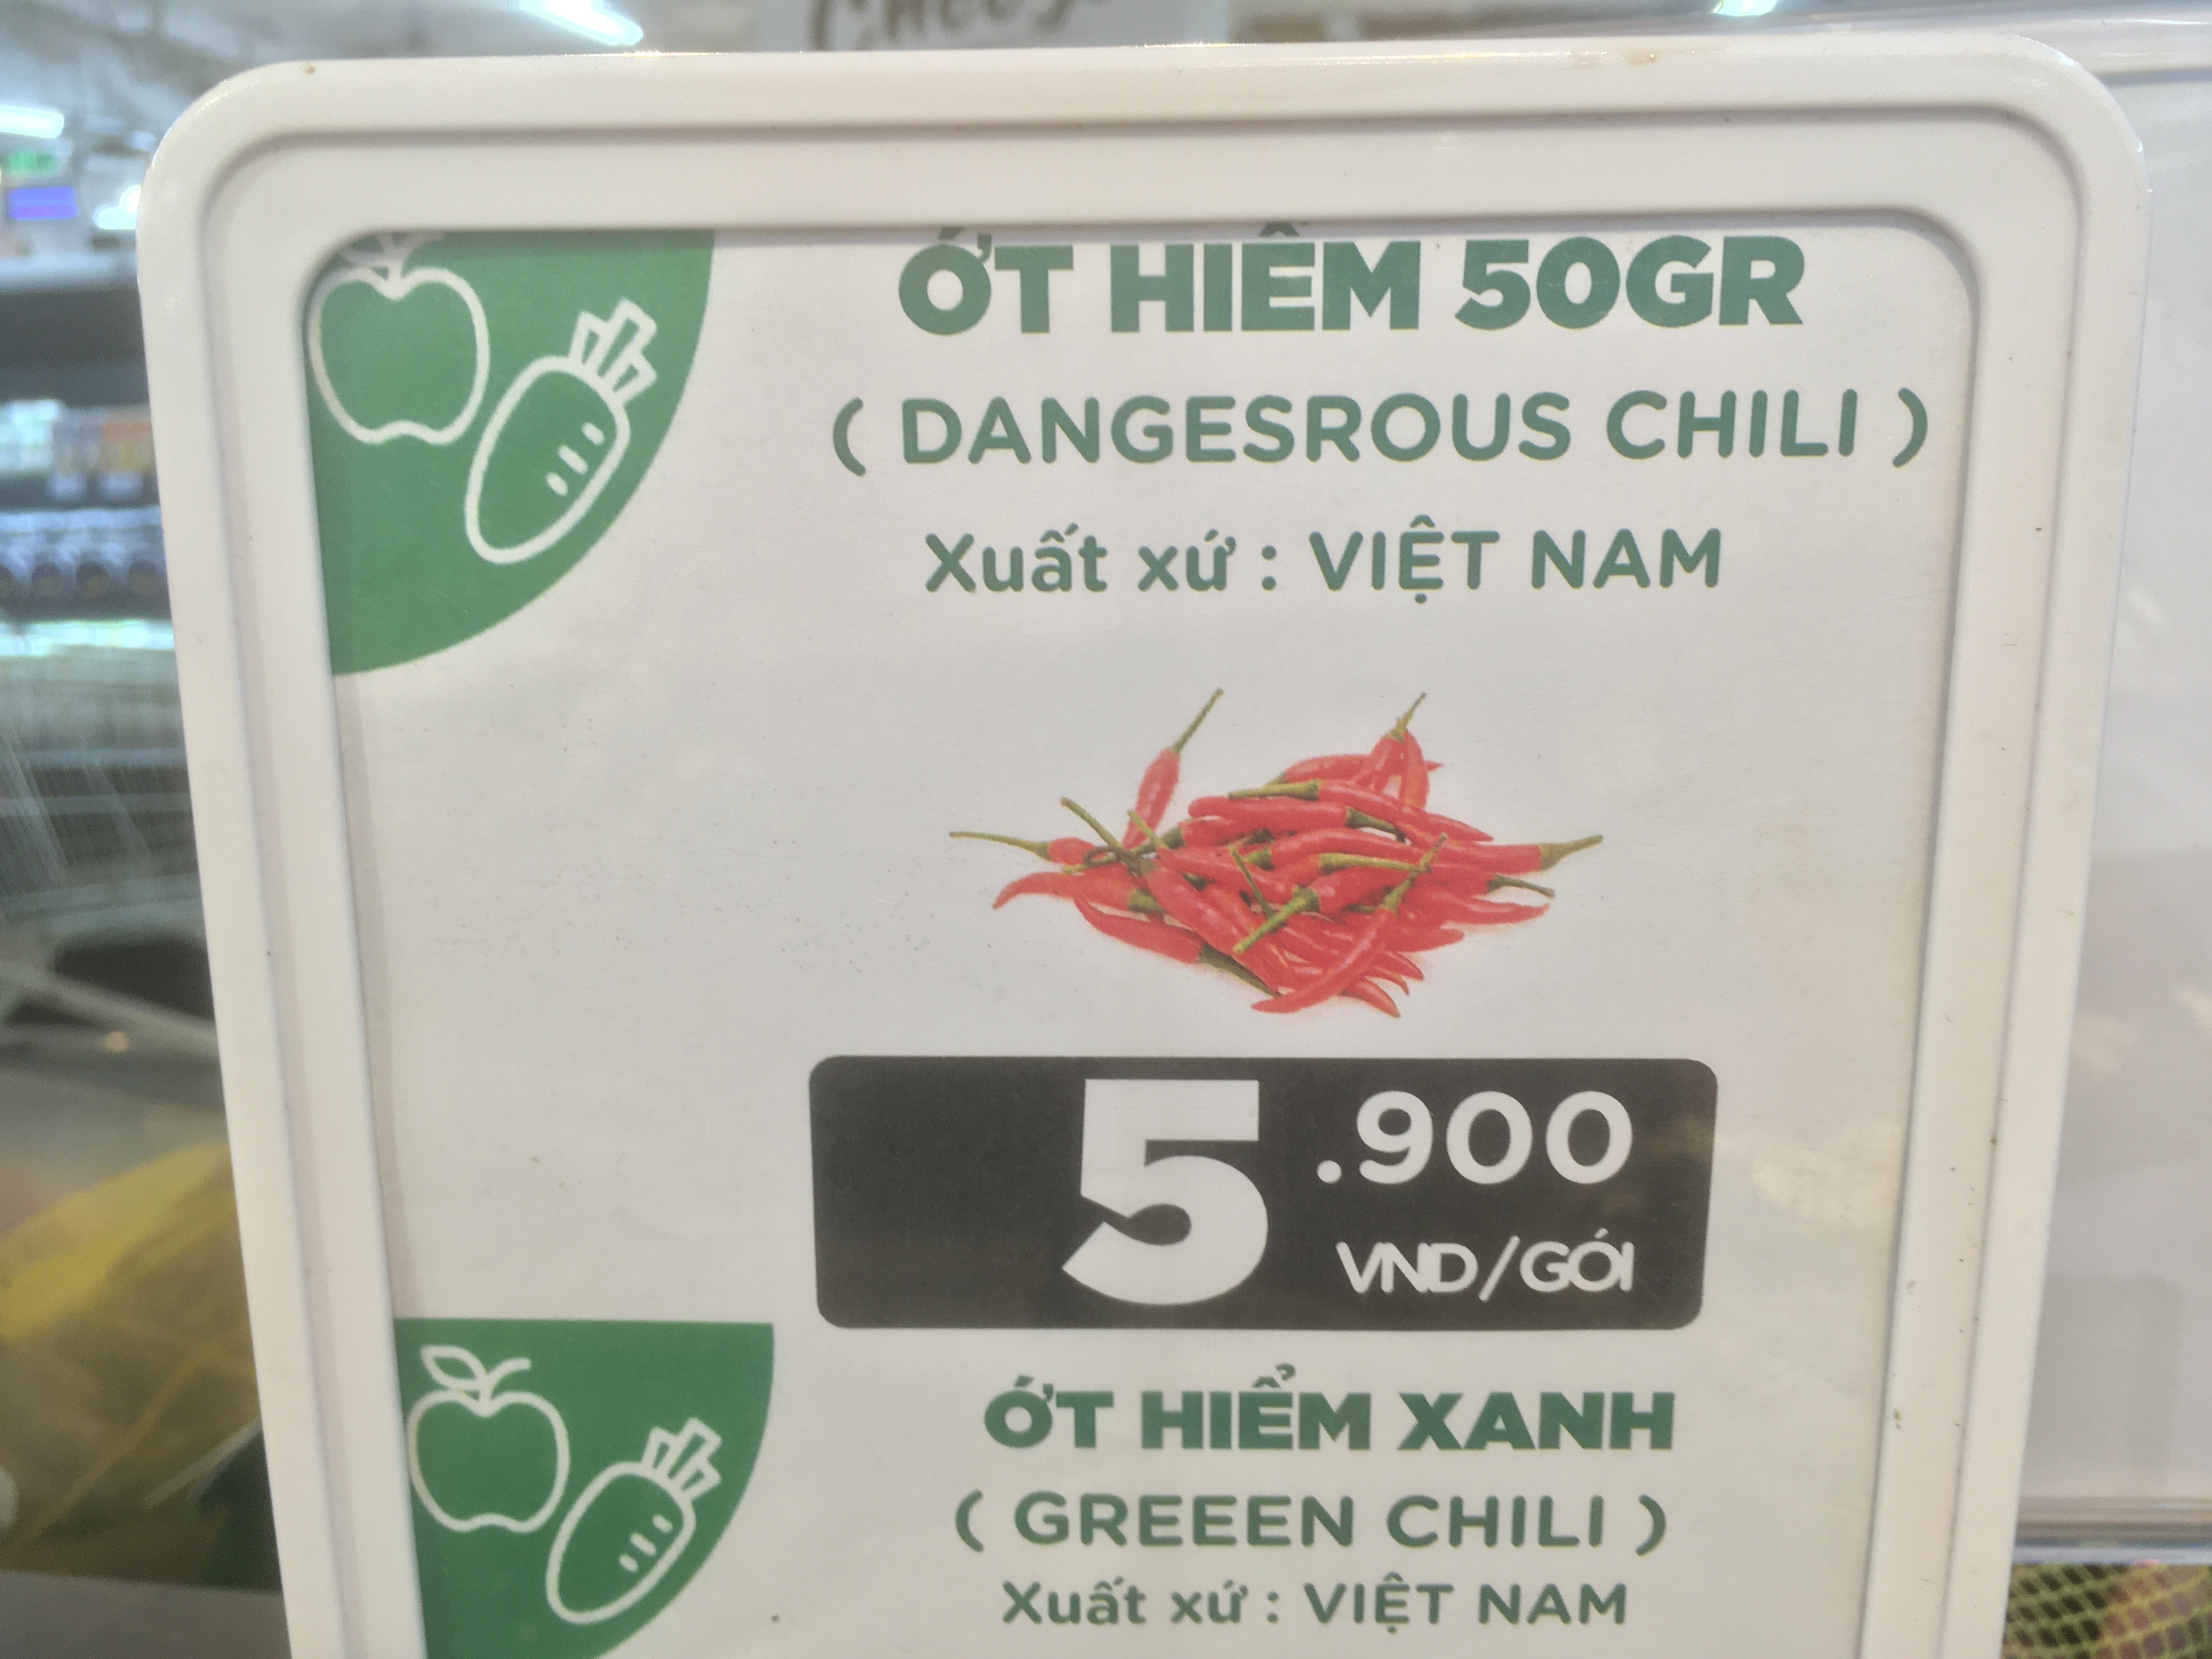 ỚT HIỂM 50GR
( DANGESROUS CHILI )
Xuất xứ : VIỆT NAM
5.900
VND/GÓI
ỚT HIỂM XANH
( GREEEN CHILI )
Xuất xứ : VIỆT NAM